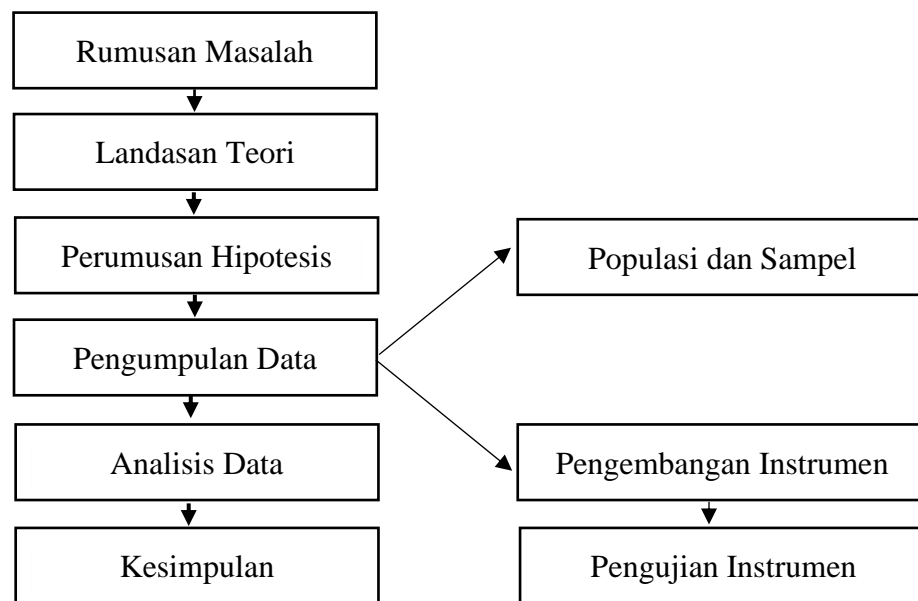 Rumusan Masalah
Landasan Teori
Perumusan Hipotesis
Populasi dan Sampel
Pengumpulan Data
Analisis Data
Pengembangan Instrumen
Kesimpulan
Pengujian Instrumen